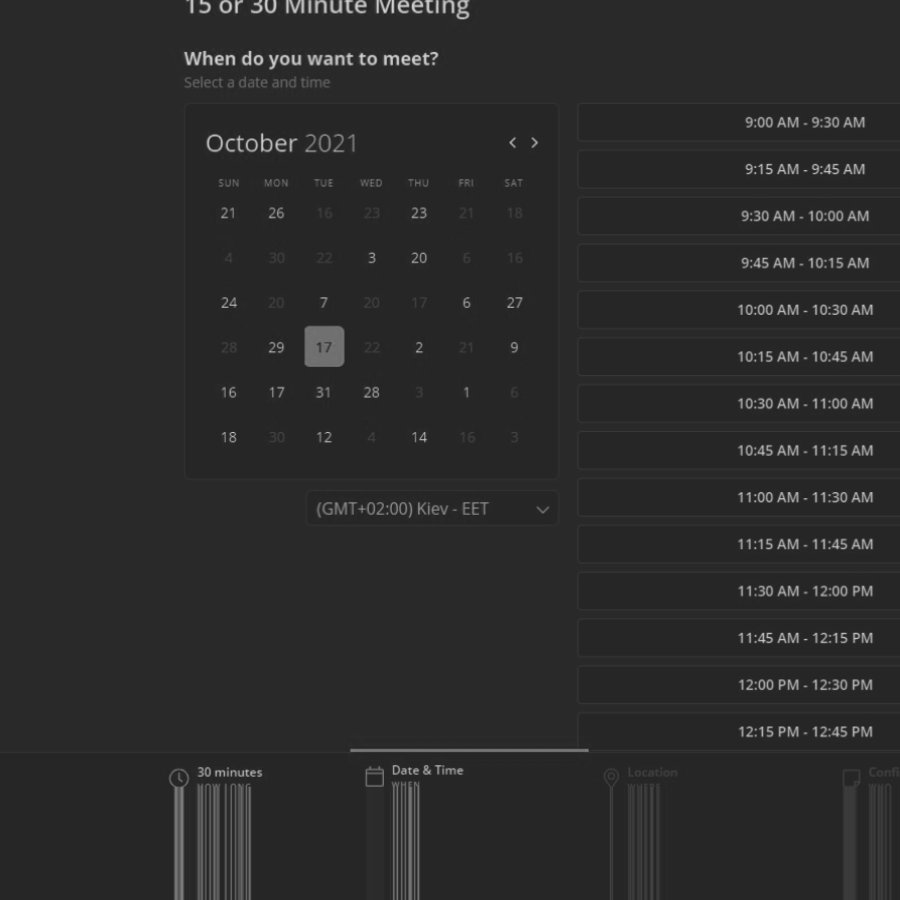 15 or 30 Minute Meeting
When do you want to meet?
Select a date and time
October 2021
SUN MON TUE WED THU FRI SAT
21 26 16 23 23 21 18
4 30 22 3 20 6 16
24 20 7 20 17 6 27
28 29 17 22 2 21 9
16 17 31 28 3 1 6
18 30 12 4 14 16 3
(GMT+02:00) Kiev - EET
9:00 AM - 9:30 AM
9:15 AM - 9:45 AM
9:30 AM - 10:00 AM
9:45 AM - 10:15 AM
10:00 AM - 10:30 AM
10:15 AM - 10:45 AM
10:30 AM - 11:00 AM
10:45 AM - 11:15 AM
11:00 AM - 11:30 AM
11:15 AM - 11:45 AM
11:30 AM - 12:00 PM
11:45 AM - 12:15 PM
12:00 PM - 12:30 PM
12:15 PM - 12:45 PM
30 minutes
HOW LONG
Date & Time
WHEN
Location